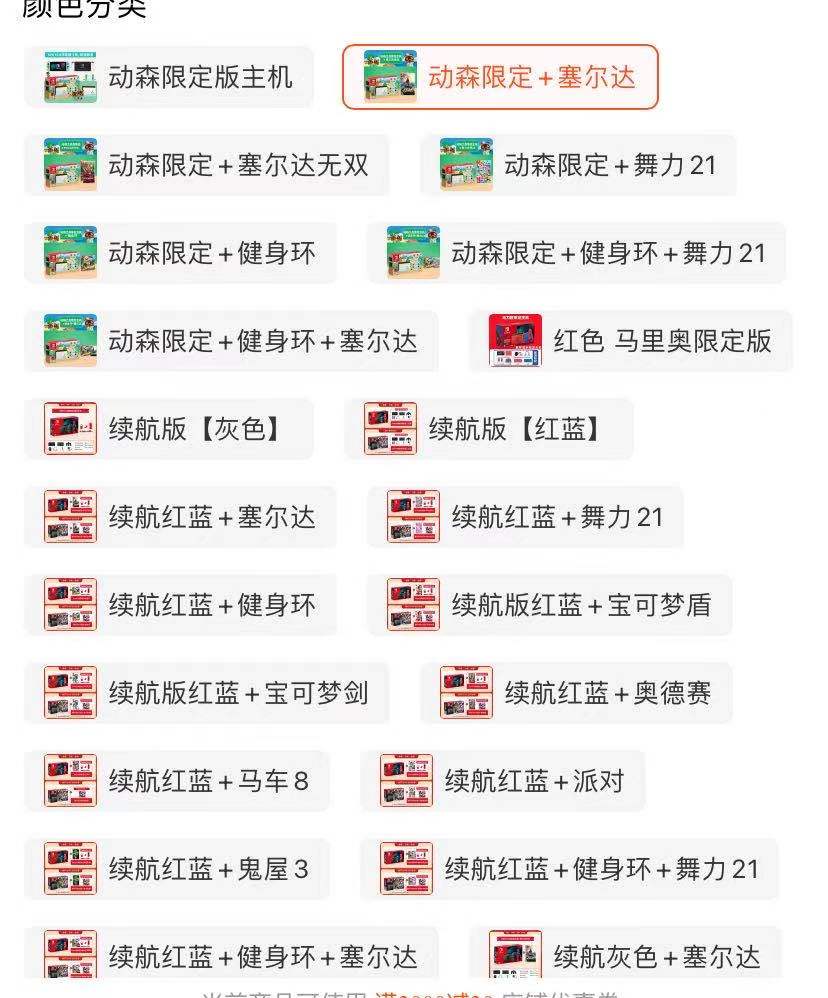 颜色分类
动森限定版主机
动森限定+塞尔达
动森限定+塞尔达无双
动森限定+舞力21
动森限定+健身环
动森限定+健身环+舞力21
动森限定+健身环+塞尔达
红色 马里奥限定版
续航版【灰色】
续航版【红蓝】
续航红蓝+塞尔达
续航红蓝+舞力21
续航红蓝+健身环
续航版红蓝+宝可梦盾
续航版红蓝+宝可梦剑
续航红蓝+奥德赛
续航红蓝+马车8
续航红蓝+派对
续航红蓝+鬼屋3
续航红蓝+健身环+舞力21
续航红蓝+健身环+塞尔达
续航灰色+塞尔达